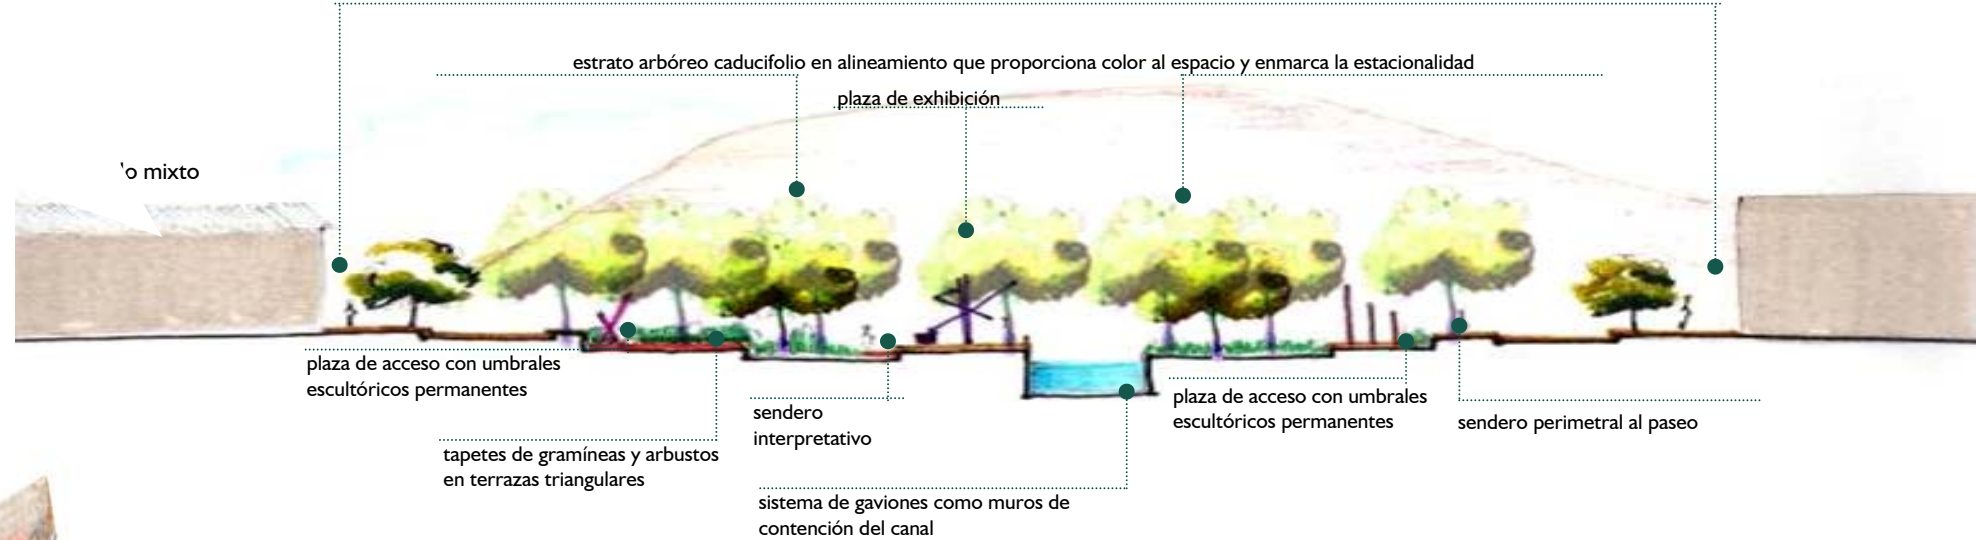 estrato arbóreo caducifolio en alineamiento que proporciona color al espacio y enmarca la estacionalidad
plaza de exhibición
mixto
plaza de acceso con umbrales
escultóricos permanentes
sendero
interpretativo
plaza de acceso con umbrales
escultóricos permanentes
sendero perimetral al paseo
tapetes de gramíneas y arbustos
en terrazas triangulares
sistema de gaviones como muros de
contención del canal